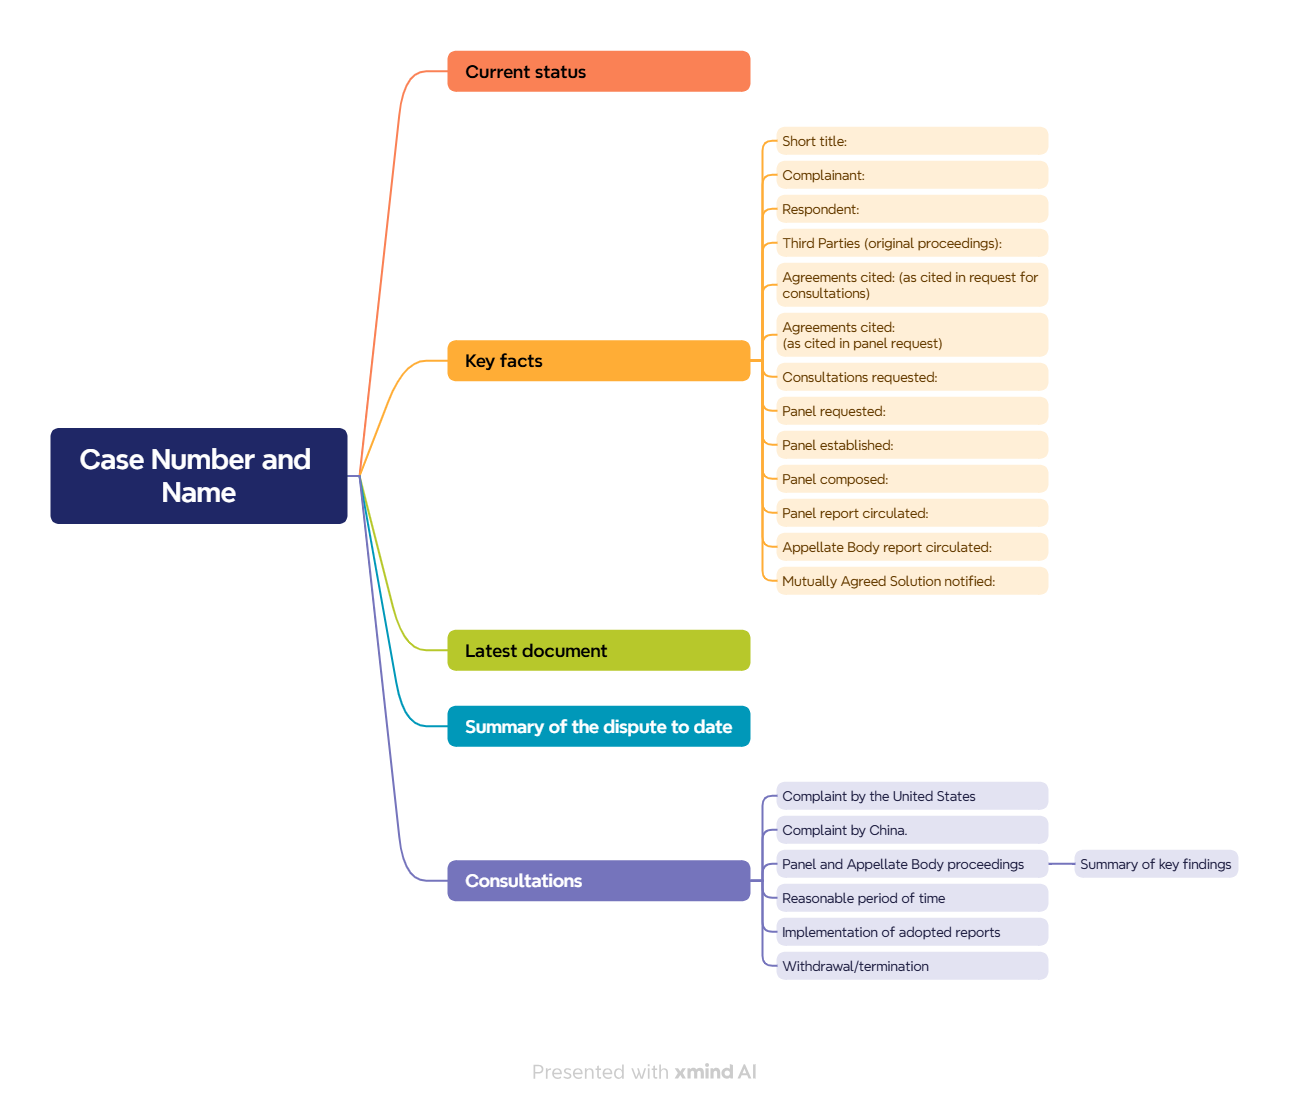 Current status
Short title:
Complainant:
Respondent:
Third Parties (original proceedings):
Agreements cited: (as cited in request for
consultations)
Agreements cited:
(as cited in panel request)
Key facts
Consultations requested:
Panel requested:
Panel established:
Case Number and
Name
Panel composed:
Panel report circulated:
Appellate Body report circulated:
Mutually Agreed Solution notified:
Latest document
Summary of the dispute to date
Consultations
Complaint by the United States
Complaint by China.
Panel and Appellate Body proceedings
Summary of key findings
Reasonable period of time
Implementation of adopted reports
Withdrawal/termination
Presented with xmind AI